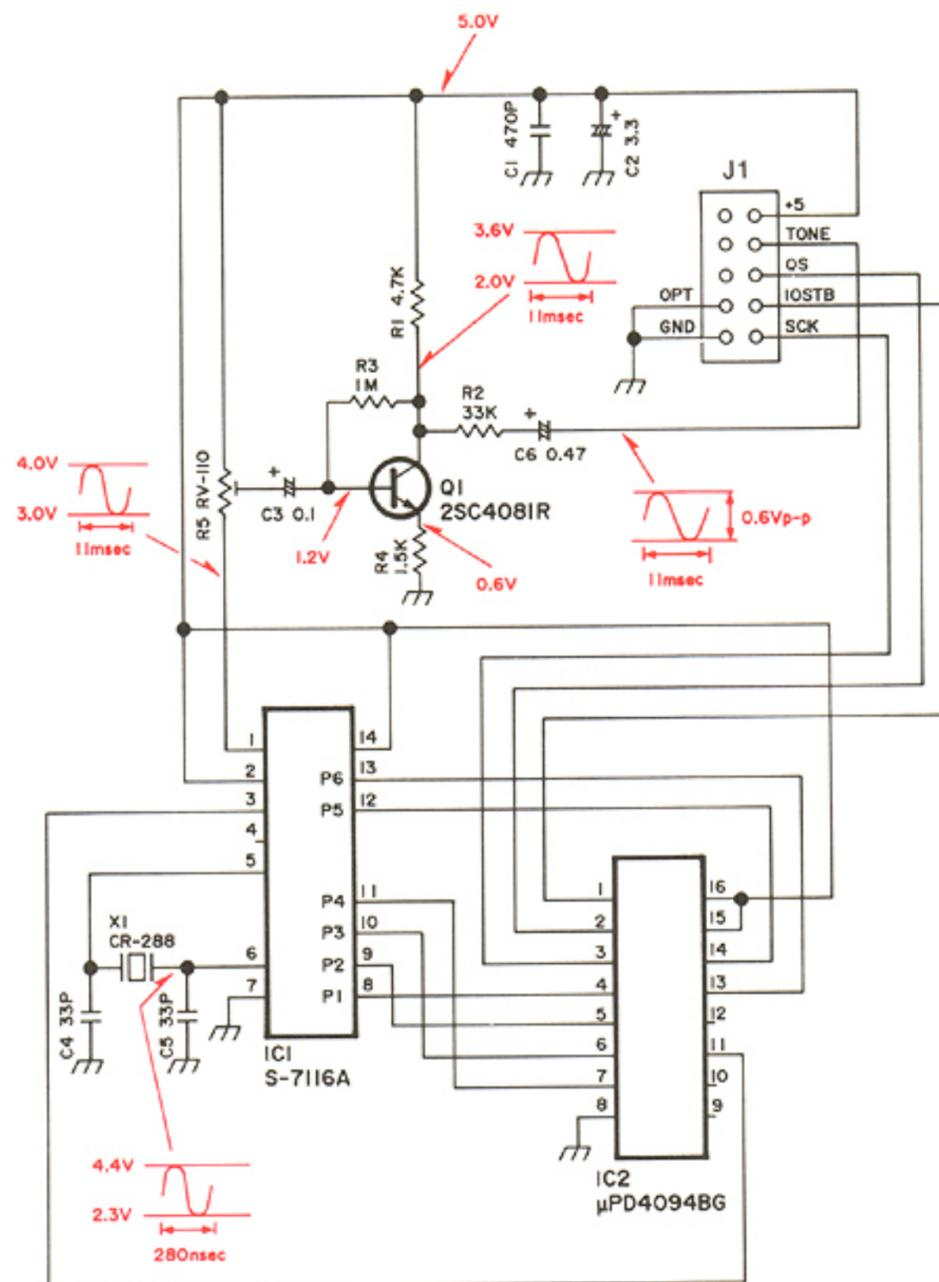 5.0V
C1 470P
C2 3.3
+
J1
+5
TONE
QS
IOSTB
SCK
OPT
GND
3.6V
2.0V
11msec
R1 4.7K
R3
1M
R2
33K
+
C6 0.47
4.0V
3.0V
11msec
R5 RV-110
+
C3 0.1
Q1
2SC4081R
1.2V
R4
1.5K
0.6V
0.6Vp-p
11msec
1
2
3
4
5
6
7
14
13
12
11
10
9
8
P6
P5
P4
P3
P2
P1
IC1
S-7116A
X1
CR-288
C4 33P
C5 33P
4.4V
2.3V
280nsec
1
2
3
4
5
6
7
8
16
15
14
13
12
11
10
9
IC2
μPD4094BG